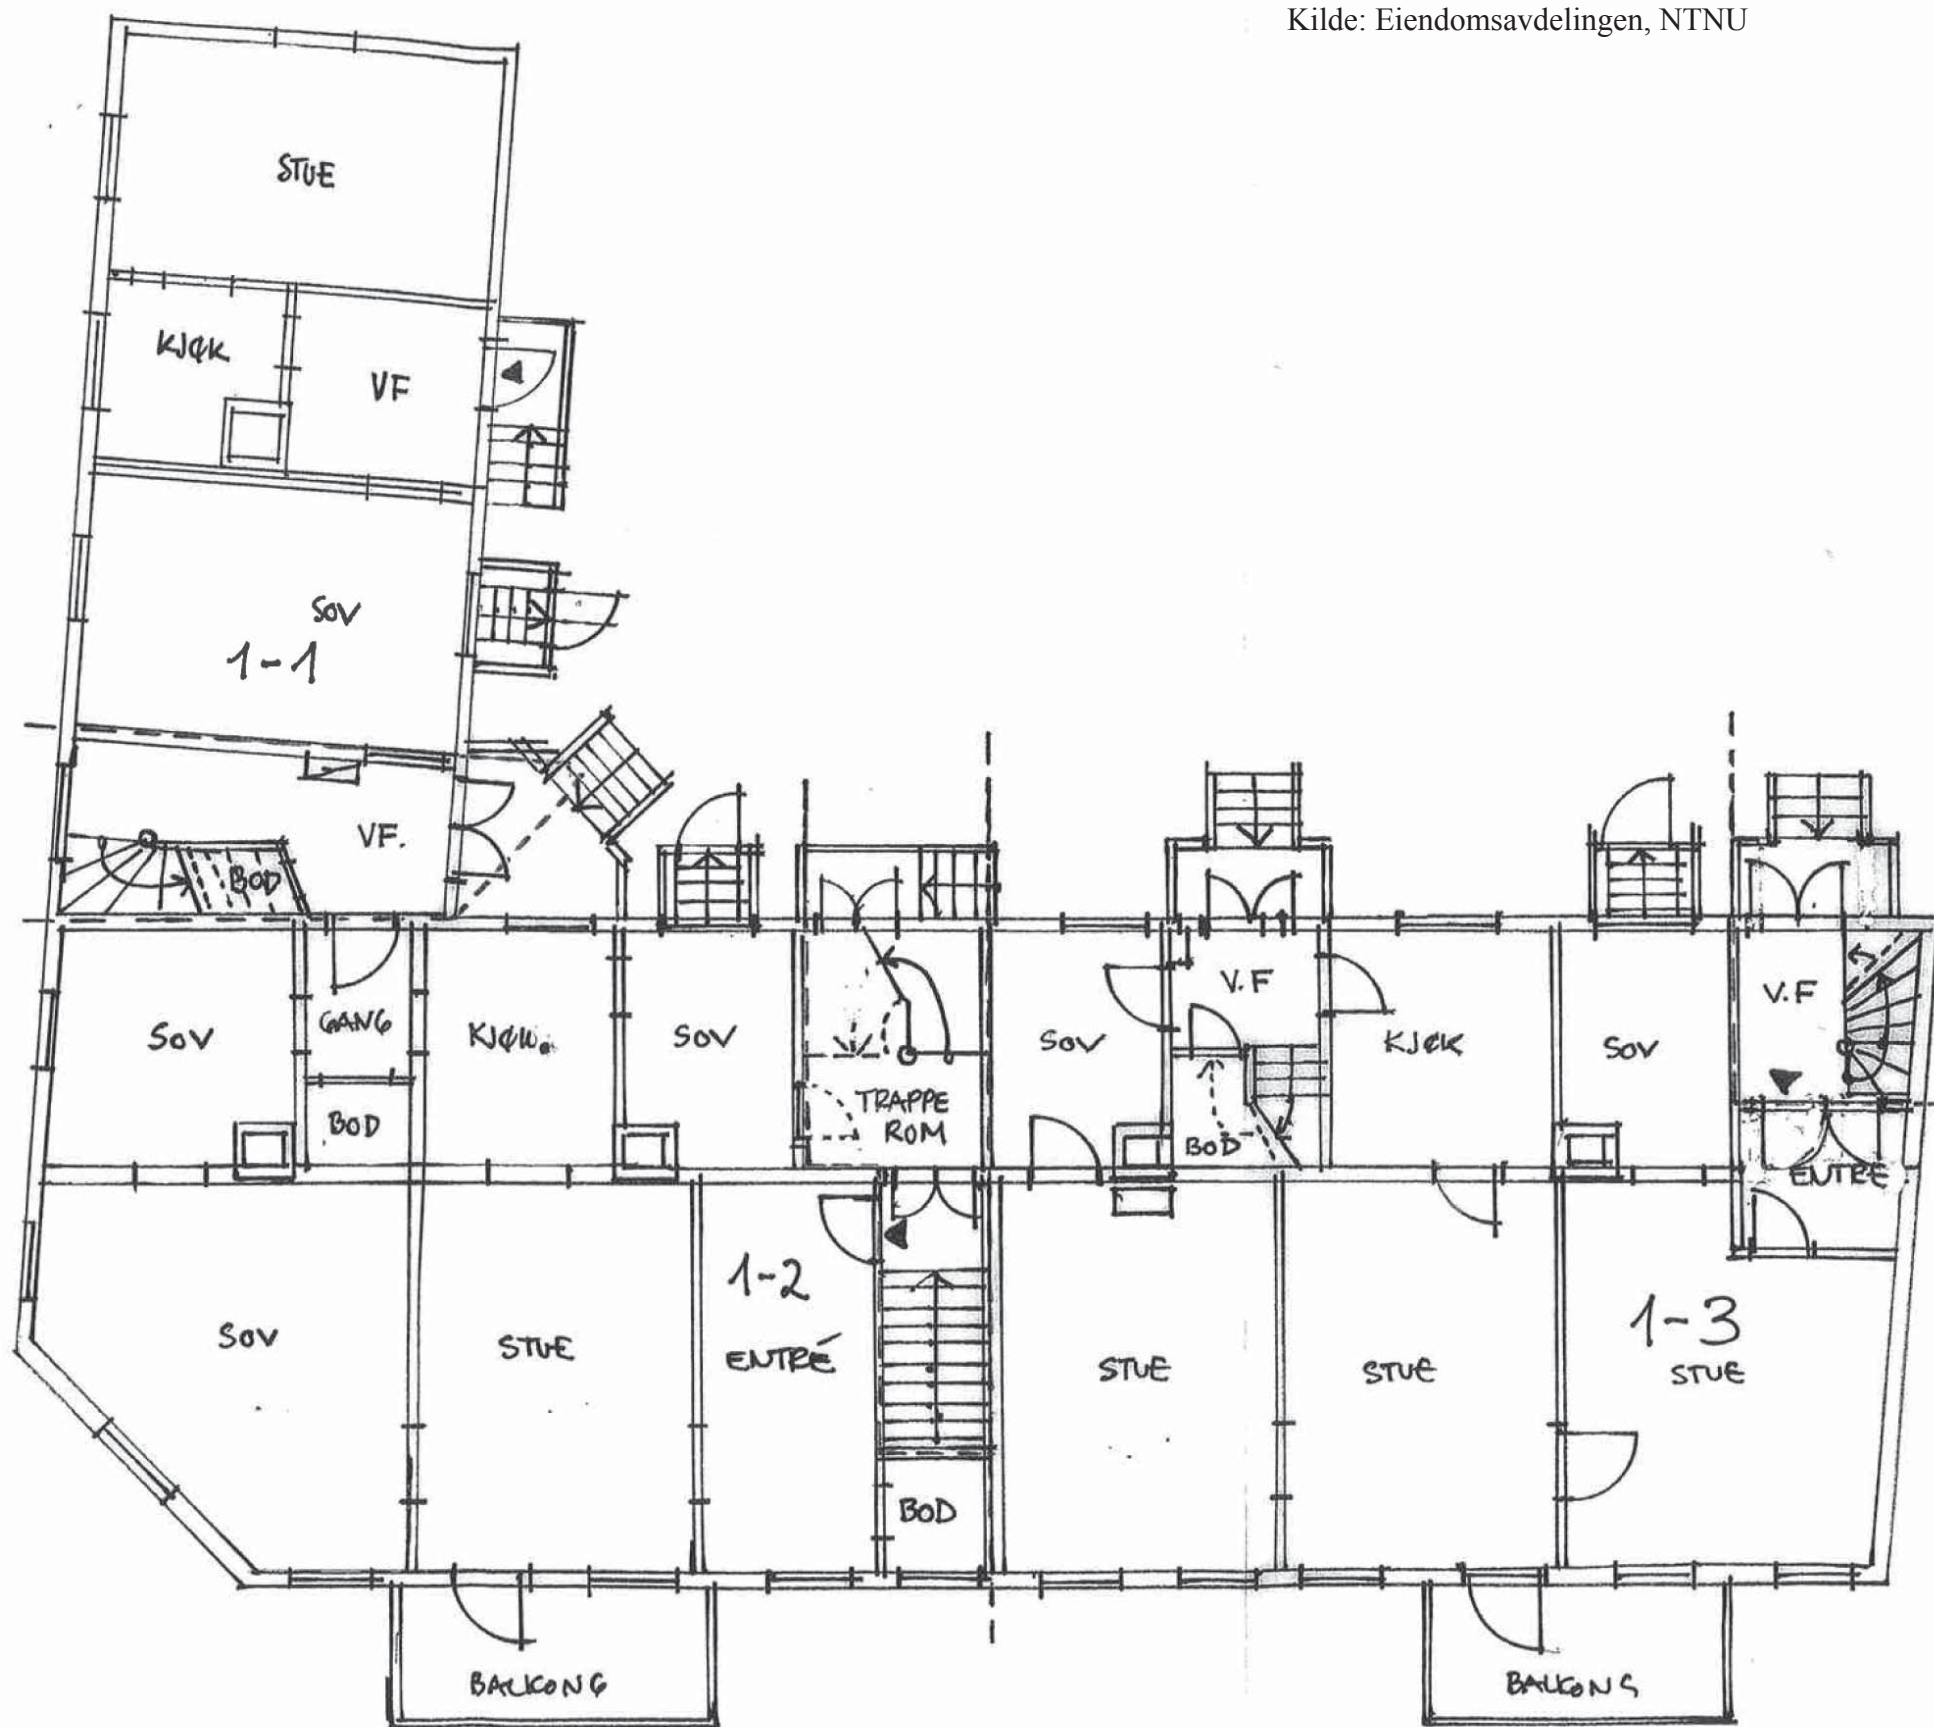 Kilde: Eiendomsavdelingen, NTNU
STUE
KJØK
VF
SOV
1-1
VF.
BOD
SOV
GANG
BOD
KJØK.
SOV
TRAPPE
ROM
SOV
V.F
BOD
KJØK
SOV
V.F
ENTRE
SOV
STUE
1-2
ENTRÉ
BOD
STUE
STUE
1-3
STUE
BALKONG
BALKONG